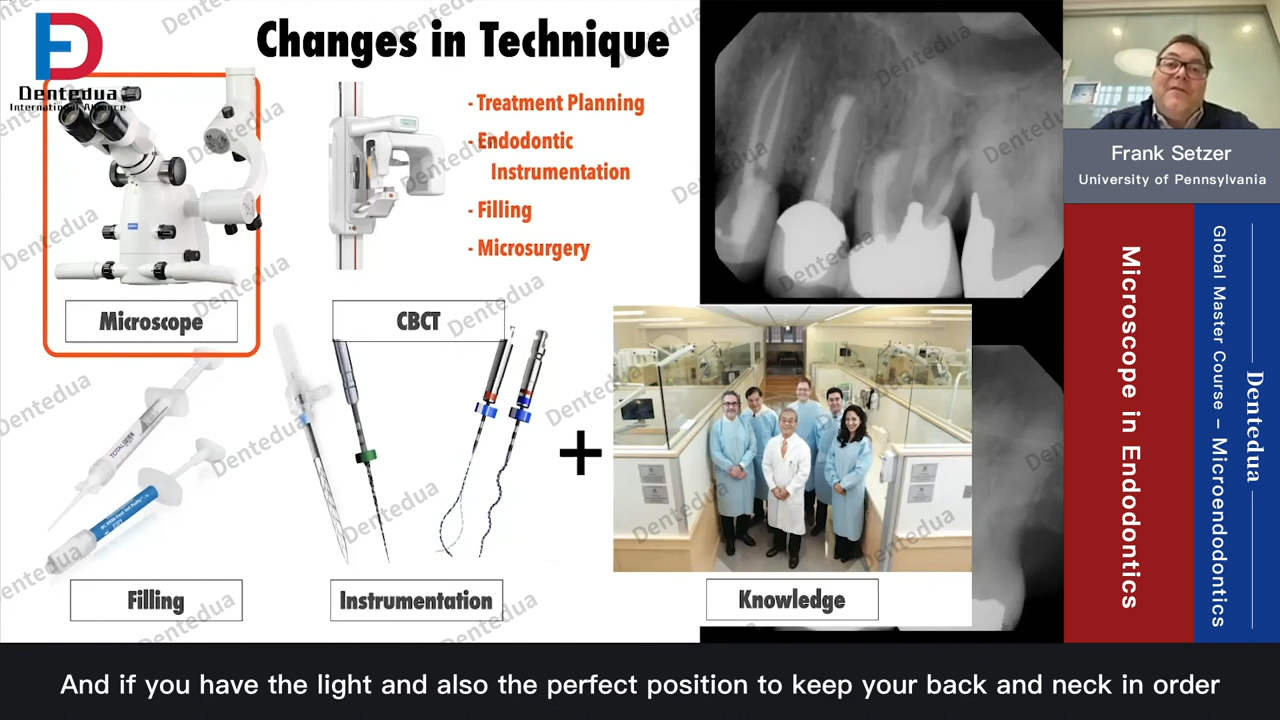 Changes in Technique
Dentedua
International Aliance
- Treatment Planning
- Endodontic
Instrumentation
- Filling
- Microsurgery
Microscope
CBCT
Filling
Instrumentation
Knowledge
+
Frank Setzer
University of Pennsylvania
Microscope in Endodontics
Global Master Course – Microendodontics
Dentedua
And if you have the light and also the perfect position to keep your back and neck in order